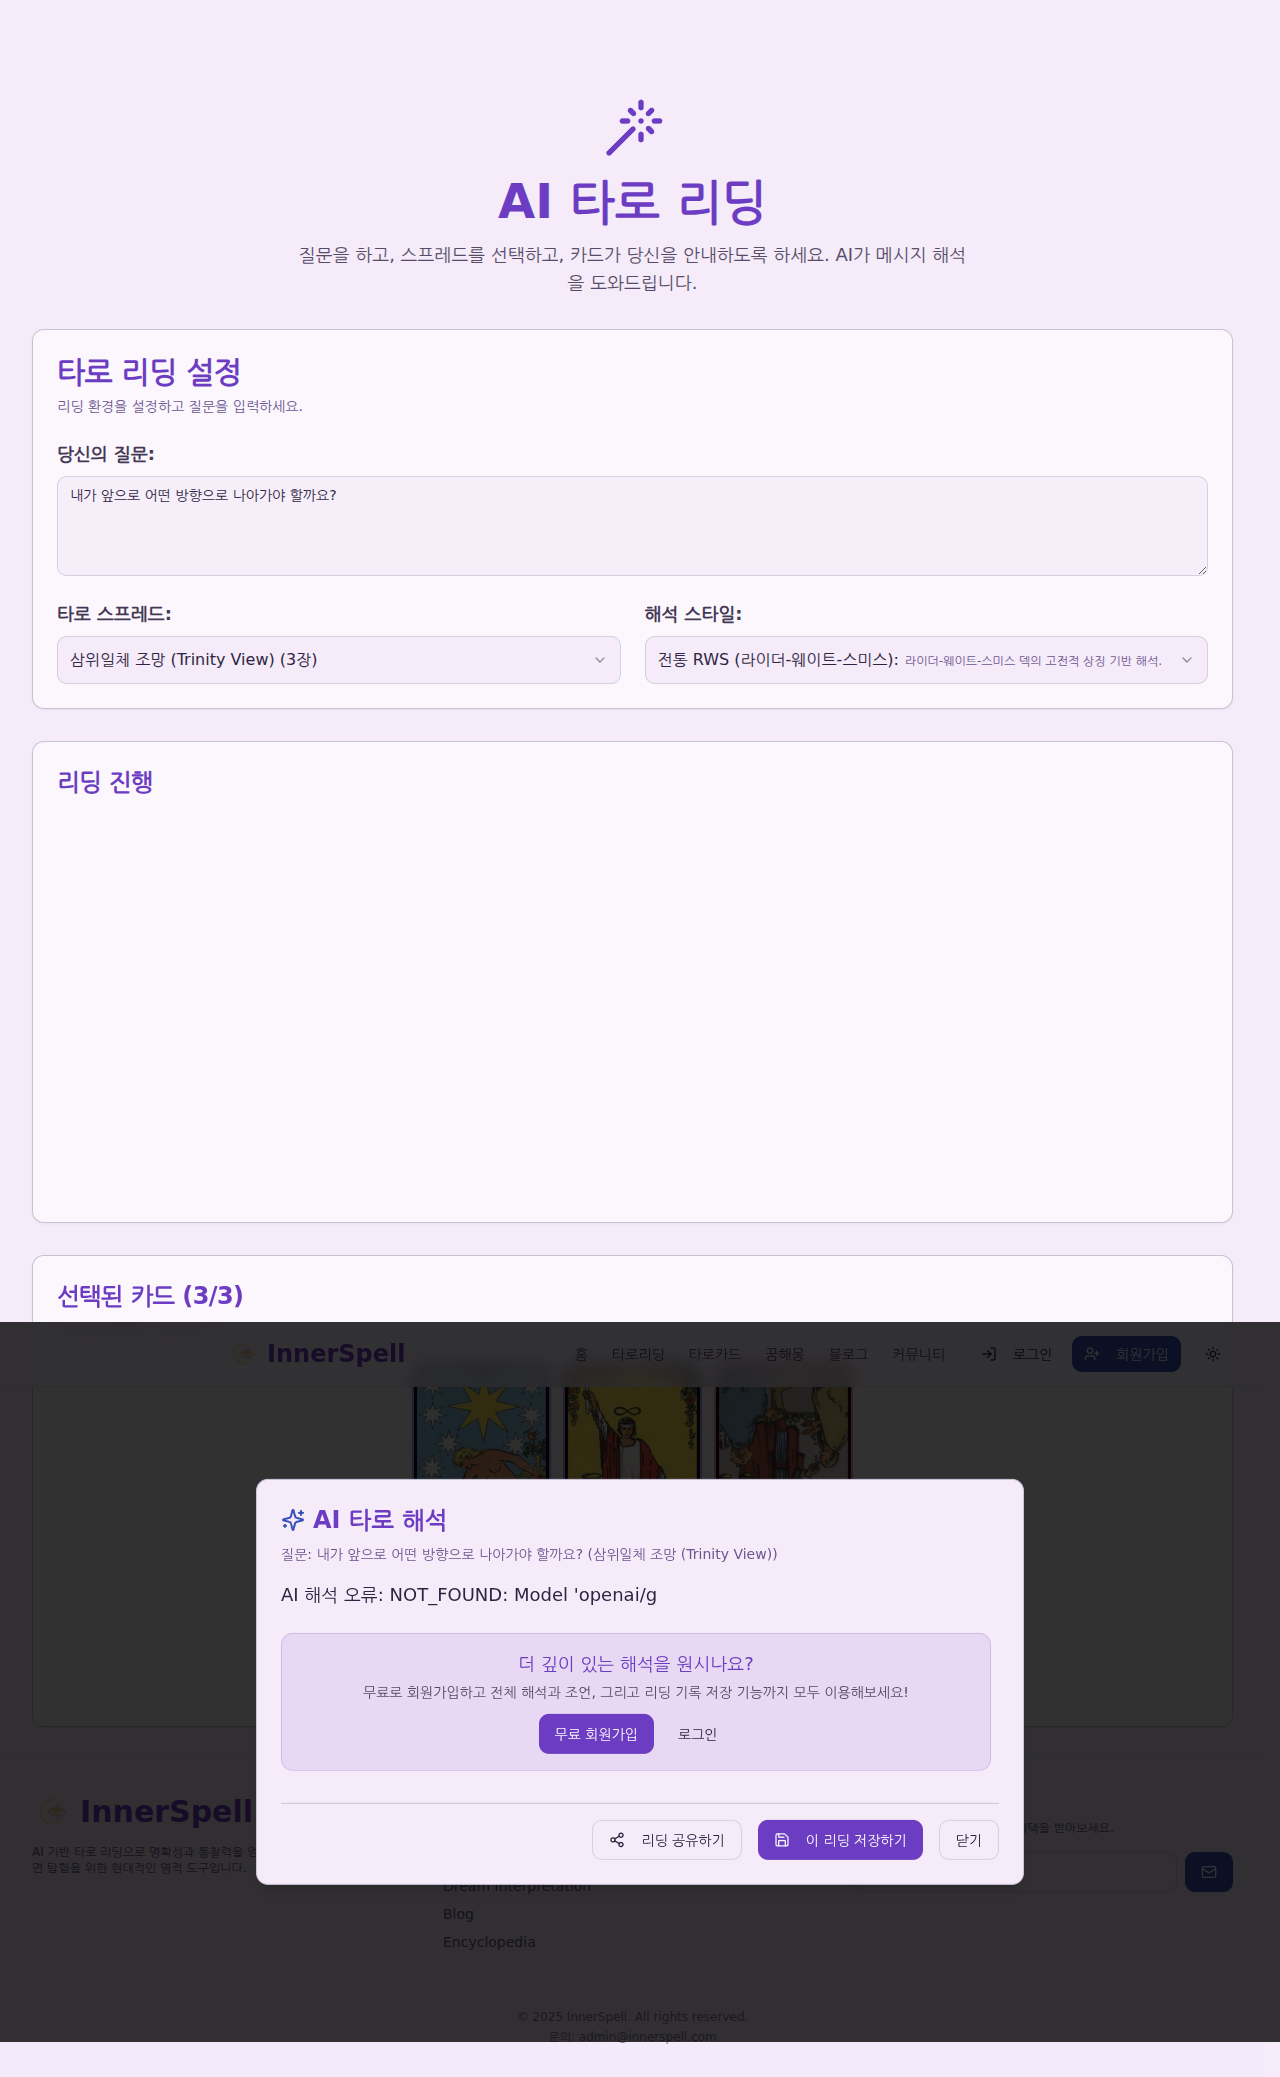 AI 타로 리딩
질문을 하고, 스프레드를 선택하고, 카드가 당신을 안내하도록 하세요. AI가 메시지 해석
을 도와드립니다.
타로 리딩 설정
리딩 환경을 설정하고 질문을 입력하세요.
당신의 질문:
내가 앞으로 어떤 방향으로 나아가야 할까요?
타로 스프레드:
해석 스타일:
삼위일체 조망 (Trinity View) (3장)
전통 RWS (라이더-웨이트-스미스): 라이더-웨이트-스미스 덱의 고전적 상징 기반 해석.
리딩 진행
선택된 카드 (3/3)
InnerSpell
홈 타로리딩 타로카드 꿈해몽 블로그 커뮤니티 로그인 회원가입
AI 타로 해석
질문: 내가 앞으로 어떤 방향으로 나아가야 할까요? (삼위일체 조망 (Trinity View))
AI 해석 오류: NOT_FOUND: Model 'openai/g
더 깊이 있는 해석을 원시나요?
무료로 회원가입하고 전체 해석과 조언, 그리고 리딩 기록 저장 기능까지 모두 이용해보세요!
무료 회원가입 로그인
리딩 공유하기 이 리딩 저장하기 닫기
InnerSpell
AI 기반 타로 리딩으로 명확성과 통찰력을
면 탐험을 위한 현대적인 영적 도구입니다.
택을 받아보세요.
Dream Interpretation
Blog
Encyclopedia
© 2025 InnerSpell. All rights reserved.
문의: admin@innerspell.com